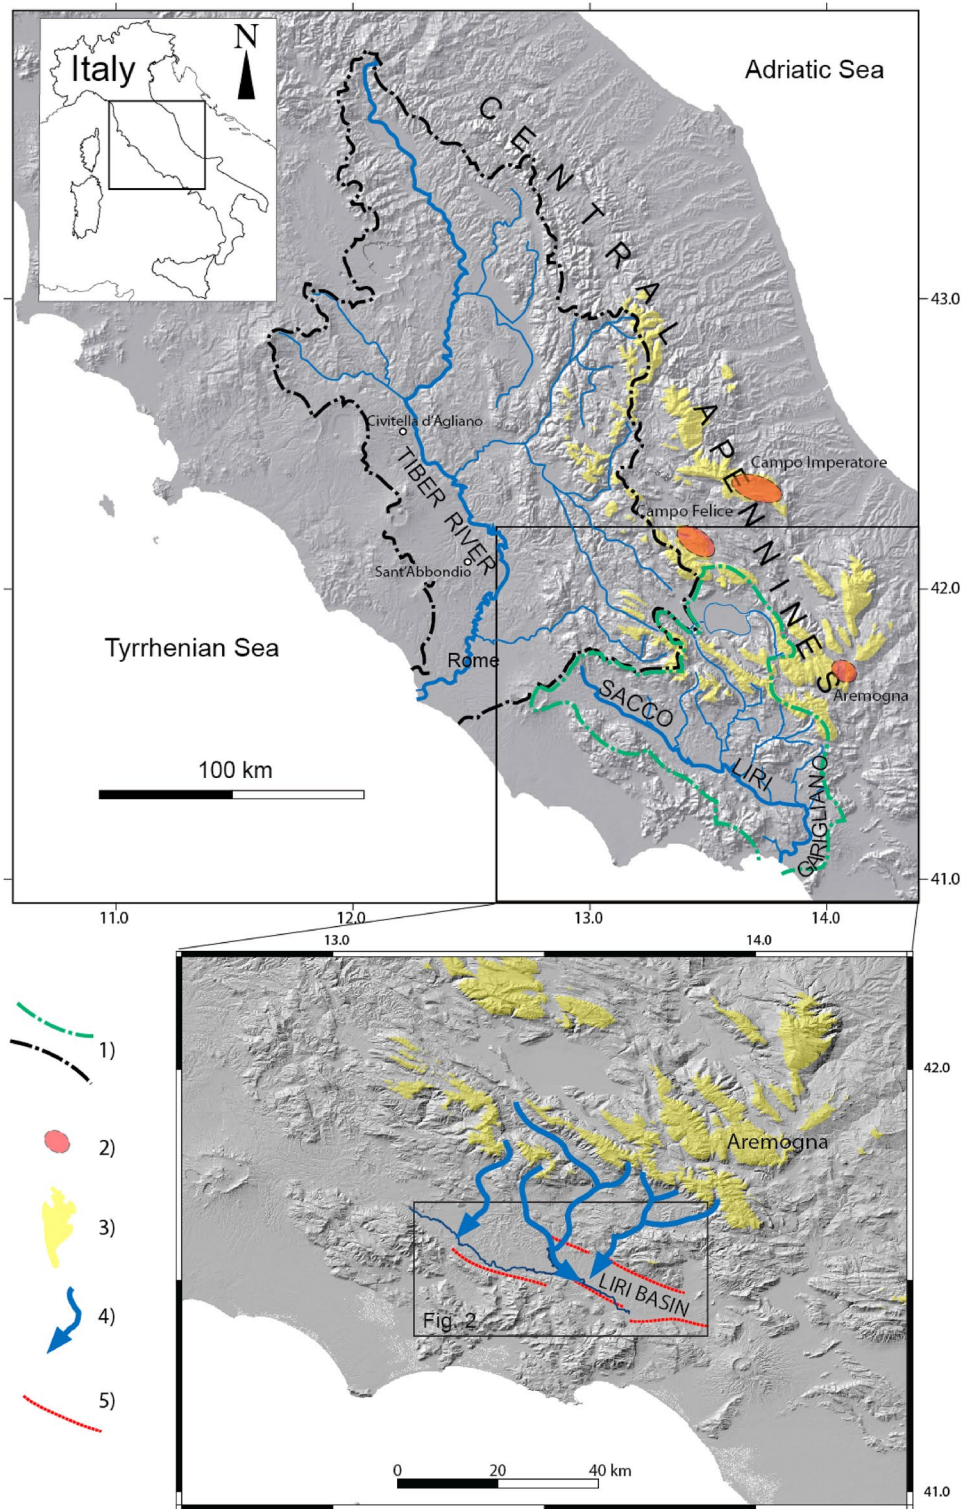 Italy
N
Adriatic Sea
CENTRAL APENNINES
43.0
Civitella d'Agliano
TIBER RIVER
Campo Imperatore
Campo Felice
Sant'Abbondio
42.0
Tyrrhenian Sea
Rome
Aremogna
SACCO
LIRI
GARIGLIANO
100 km
41.0
11.0 12.0 13.0 14.0
13.0 14.0
1)
42.0
2)
Aremogna
3)
4)
LIRI BASIN
Fig. 2
5)
0 20 40 km
41.0